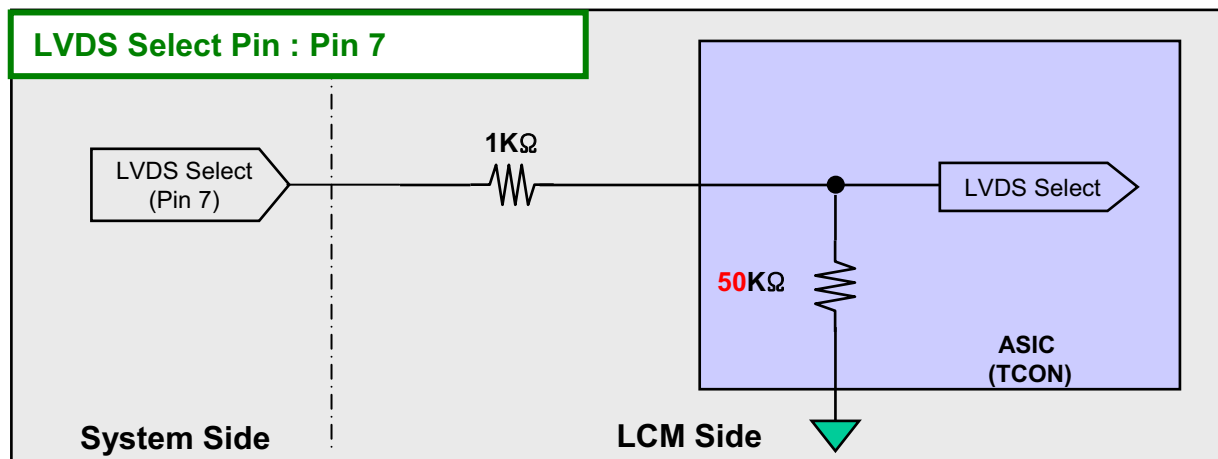 LVDS Select Pin : Pin 7
1KΩ
LVDS Select
(Pin 7)
LVDS Select
50KΩ
ASIC
(TCON)
System Side
LCM Side